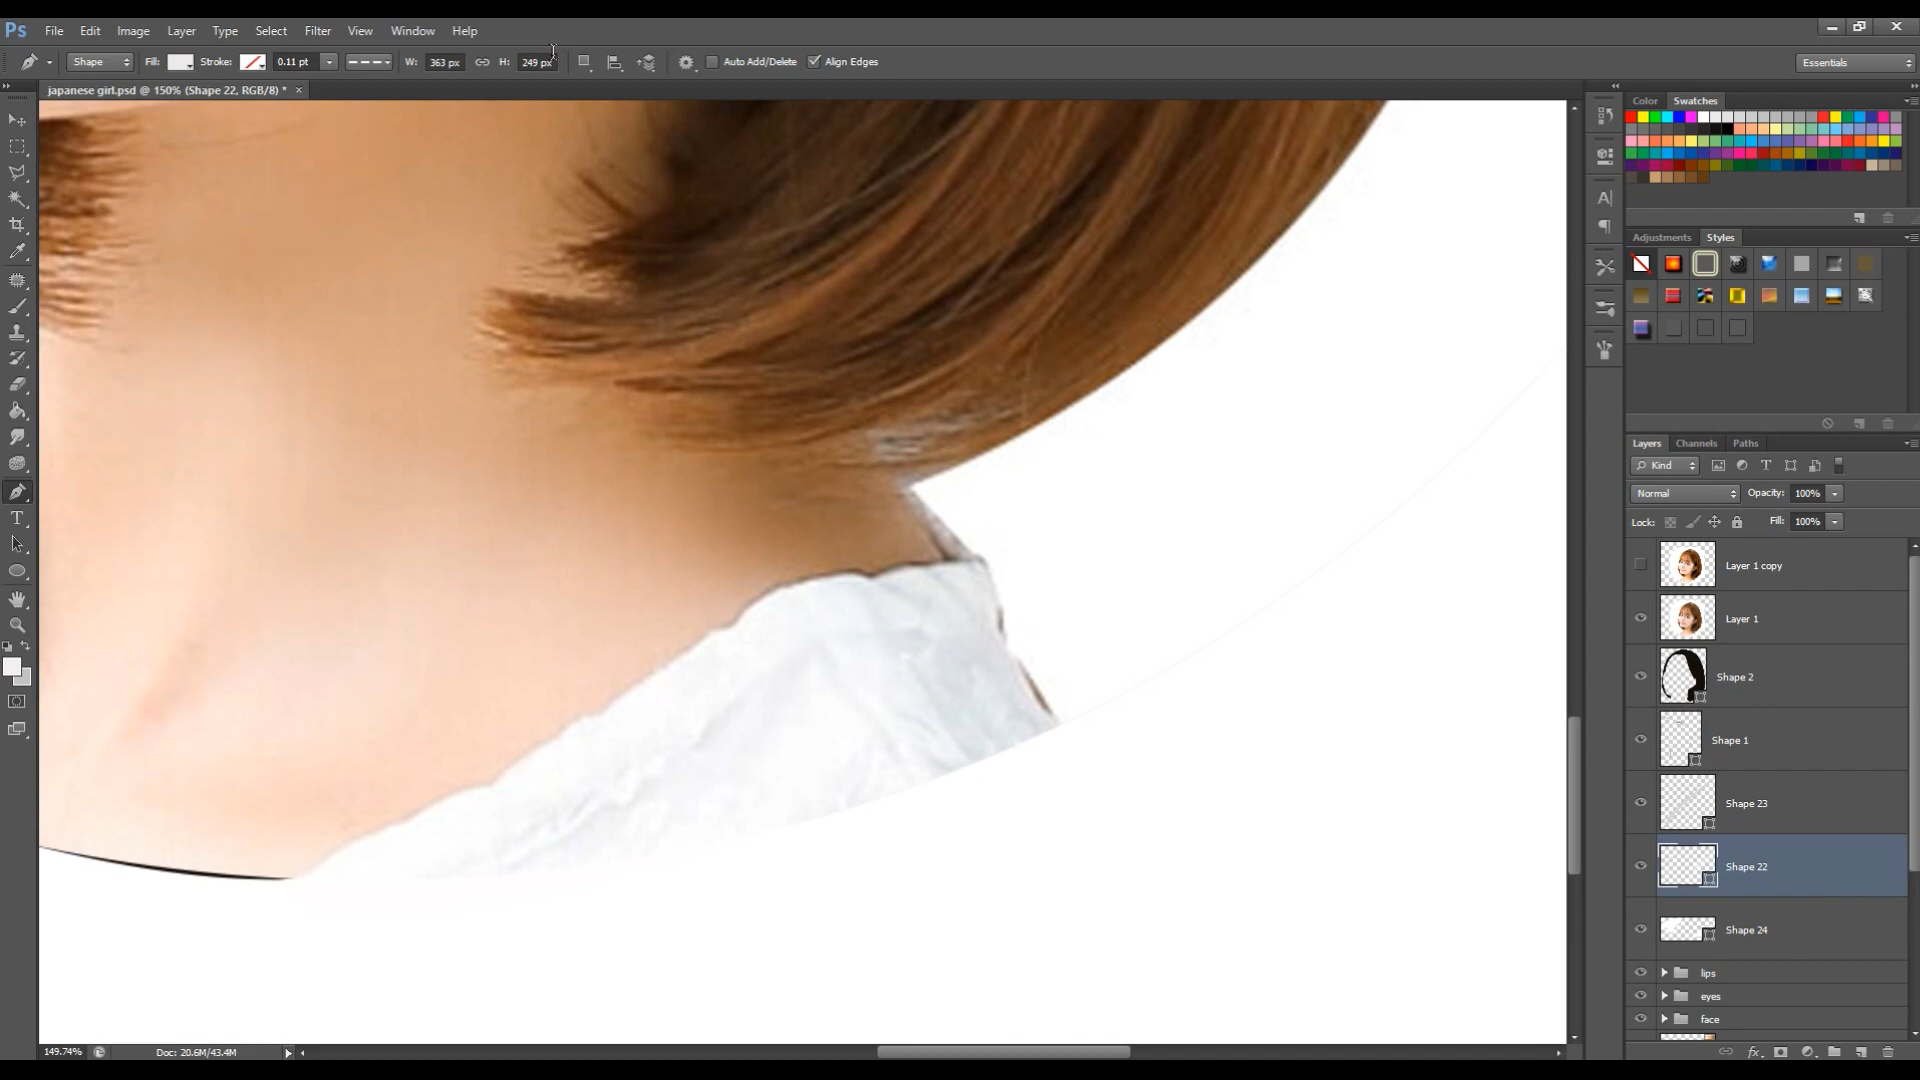 Ps File Edit Image Layer Type Select Filter View Window Help
Shape Fill: Stroke: 0.11 pt W: 363 px H: 249 px Auto Add/Delete Align Edges Essentials
japanese girl.psd @ 150% (Shape 22, RGB/8) * ×
Color Swatches
Adjustments Styles
Layers Channels Paths
Kind
Normal Opacity: 100%
Lock: Fill: 100%
Layer 1 copy
Layer 1
Shape 2
Shape 1
Shape 23
Shape 22
Shape 24
lips
eyes
face
149.74% Doc: 20.6M/43.4M